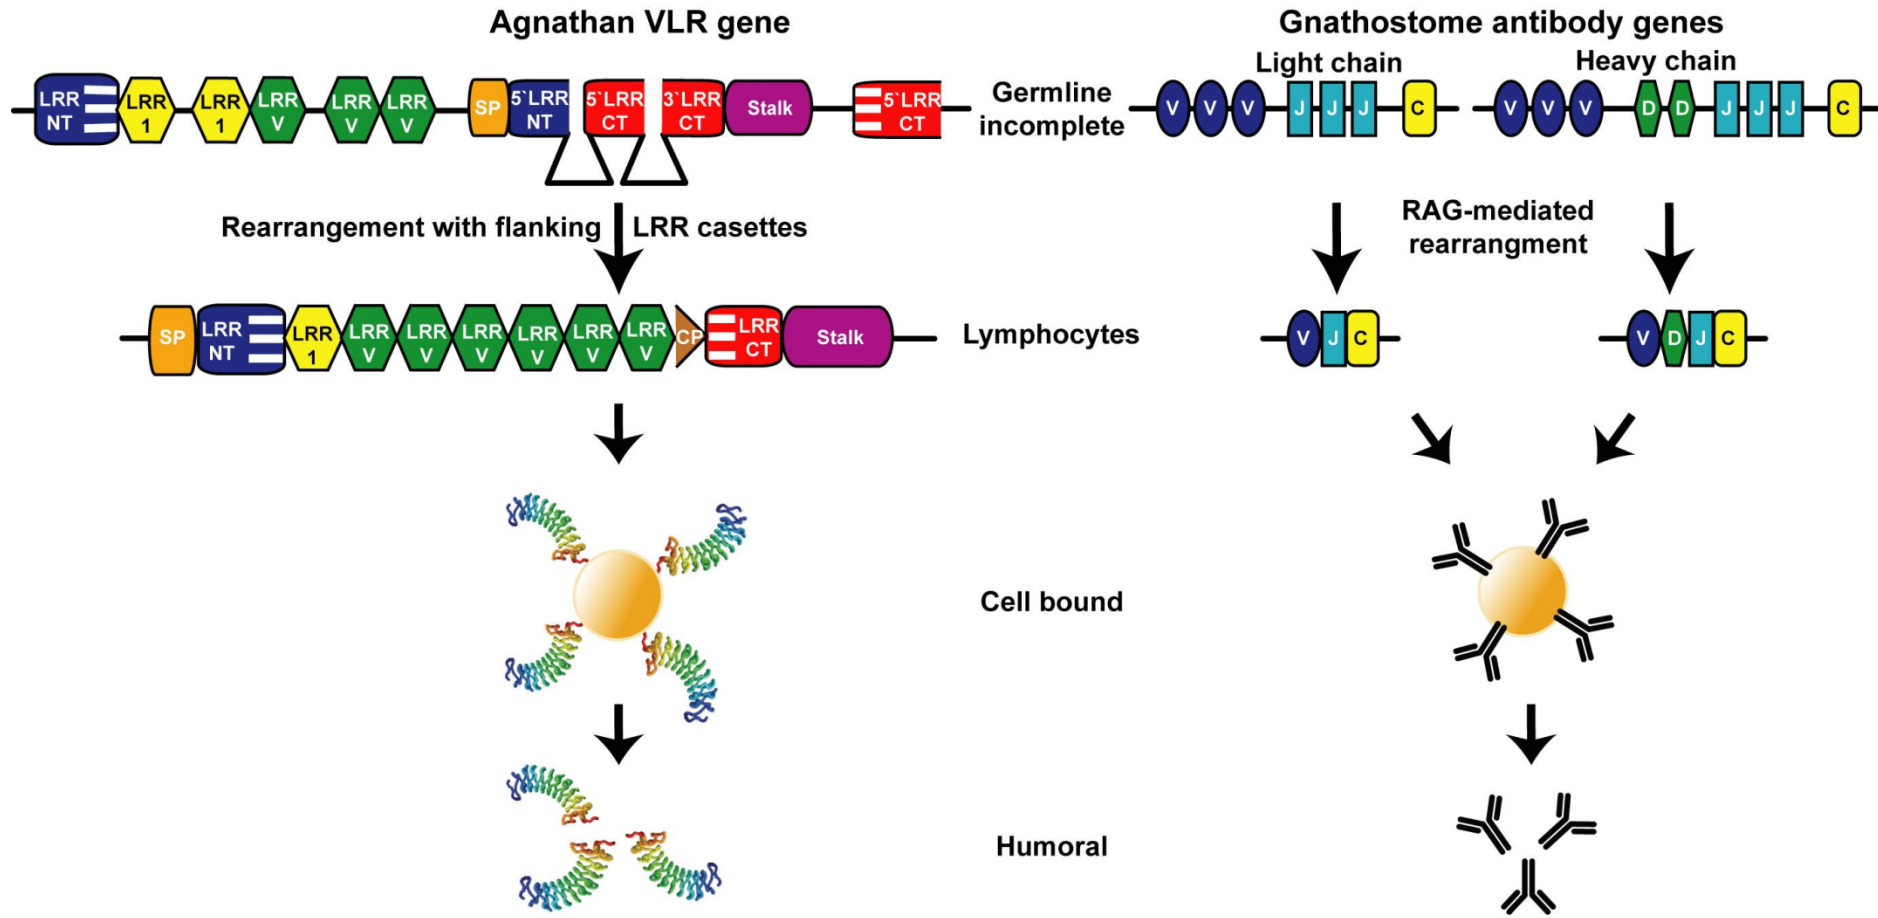 Agnathan VLR gene
Gnathostome antibody genes
Light chain
Heavy chain
LRR NT
LRR 1
LRR 1
LRR V
LRR V
LRR V
SP
5`LRR NT
5`LRR CT
3`LRR CT
Stalk
5`LRR CT
Germline
incomplete
V V V J J J C
V V V D D J J J C
Rearrangement with flanking LRR casettes
RAG-mediated
rearrangment
SP
LRR NT
LRR 1
LRR V
LRR V
LRR V
LRR V
LRR V
LRR V
CP
LRR CT
Stalk
Lymphocytes
V J C
V D J C
Cell bound
Humoral